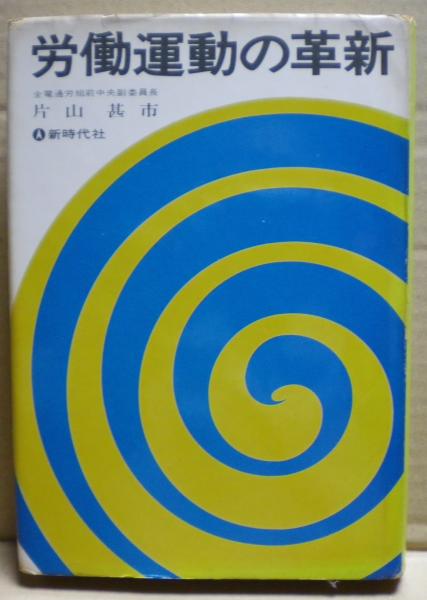 労働運動の革新
全電通労組前中央副委員長
片山甚市
Ⓐ新時代社